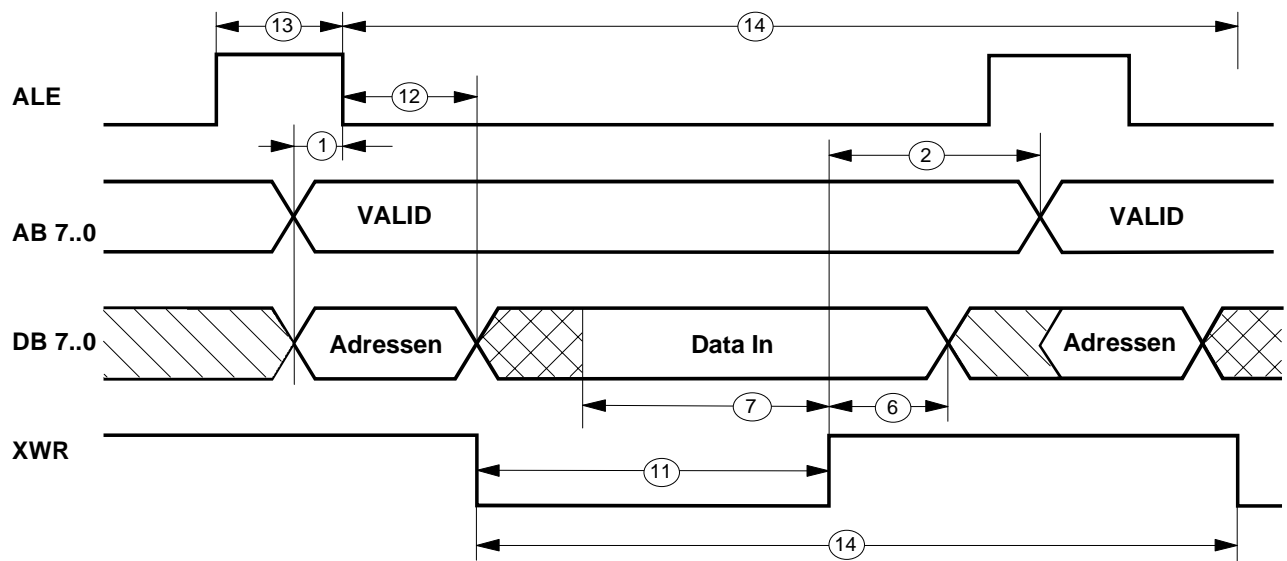 13 14
ALE 12
1 2
AB 7..0 VALID VALID
DB 7..0 Adressen Data In Adressen
7 6
XWR
11
14